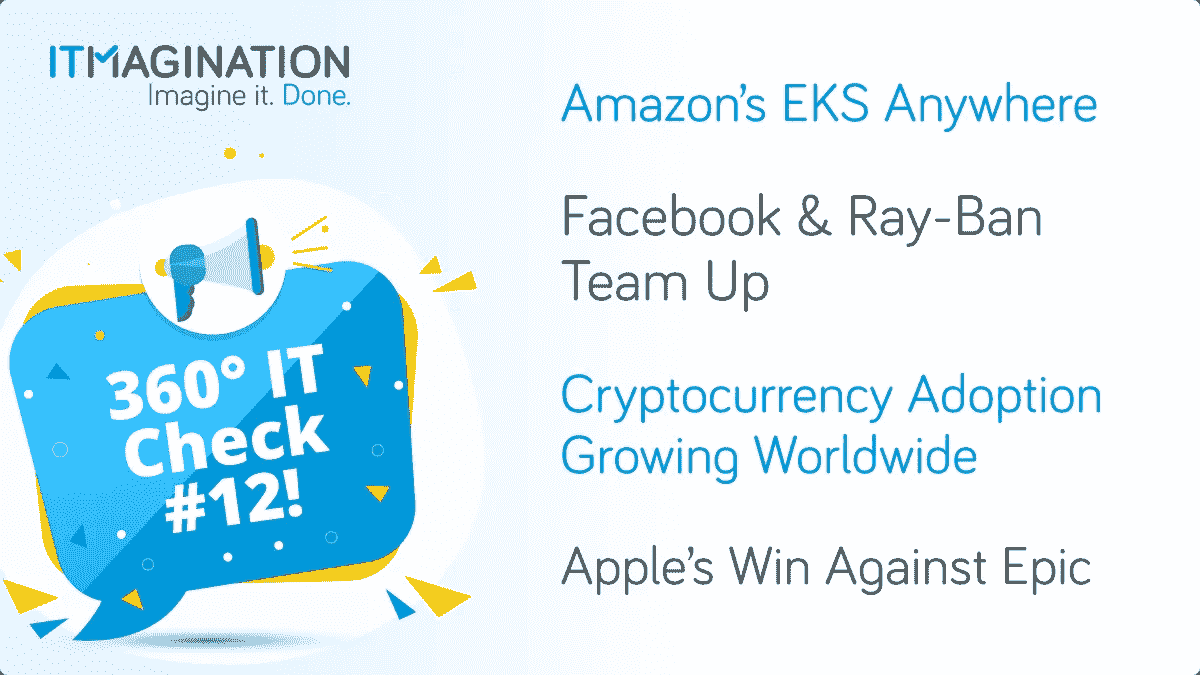 ITMAGINATION
Imagine it. Done.
360° IT
Check
#12!
Amazon’s EKS Anywhere
Facebook & Ray-Ban
Team Up
Cryptocurrency Adoption
Growing Worldwide
Apple’s Win Against Epic